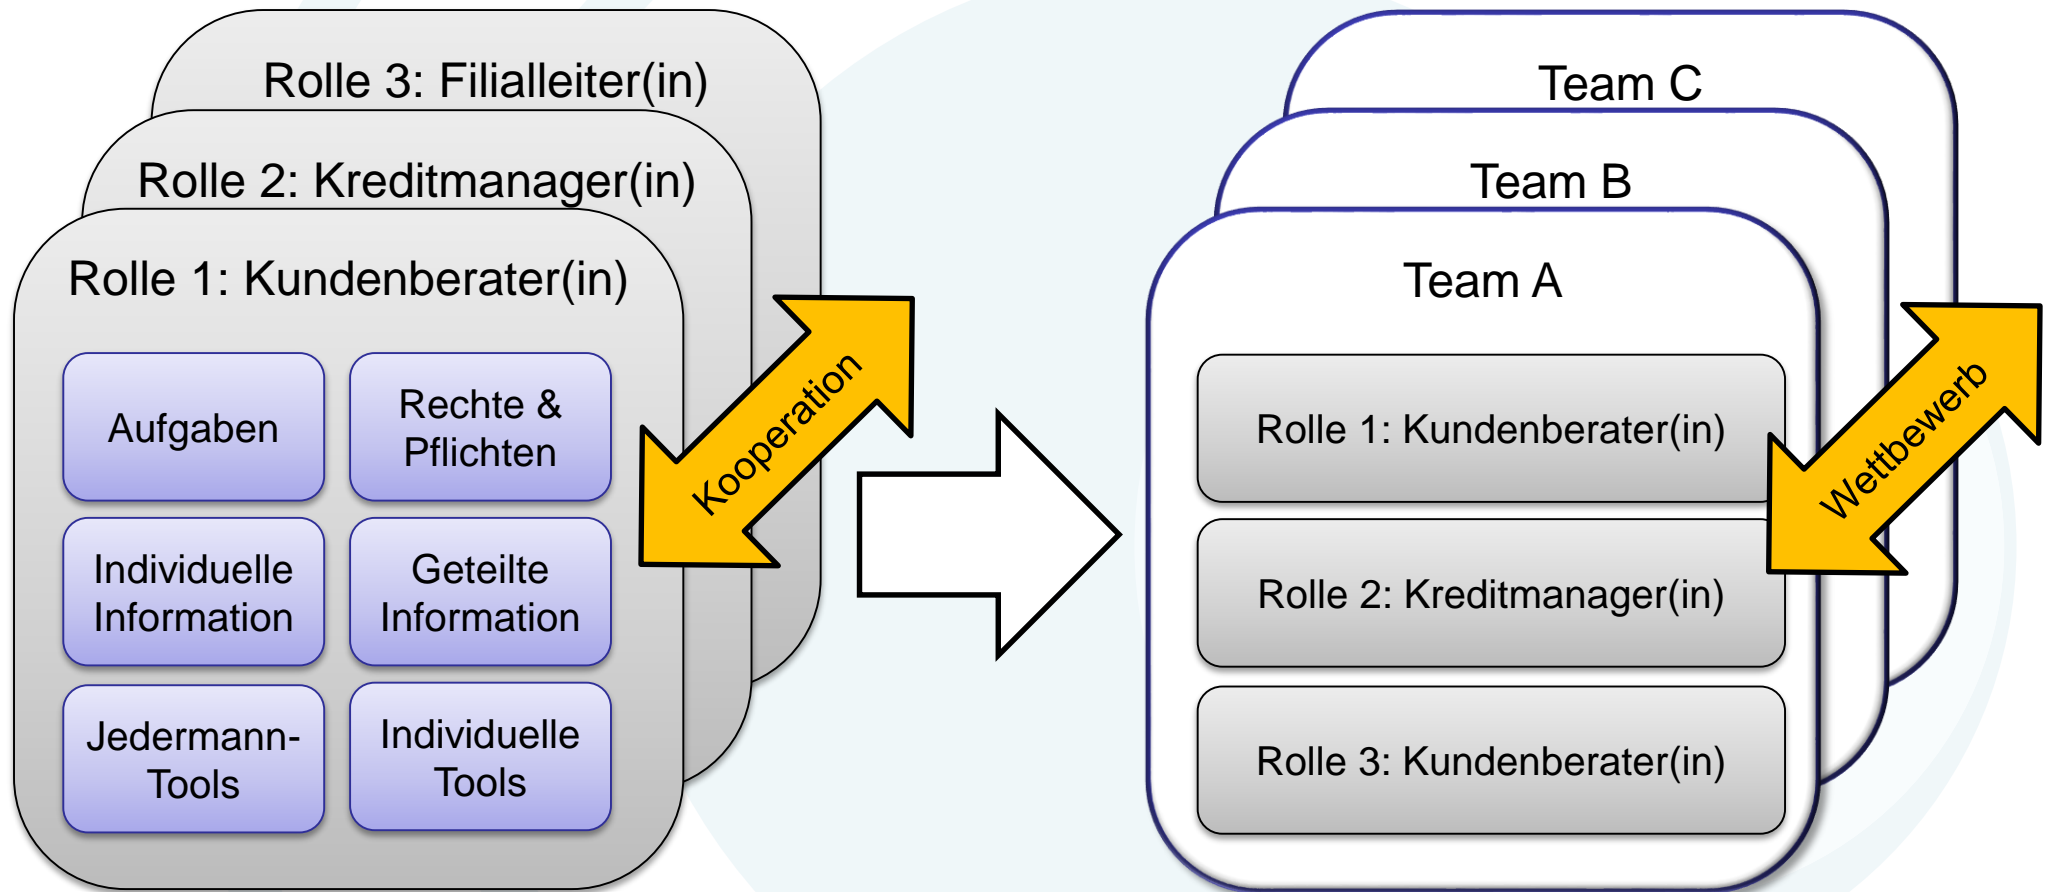 Rolle 3: Filialleiter(in)
Rolle 2: Kreditmanager(in)
Rolle 1: Kundenberater(in)
Aufgaben
Rechte &
Pflichten
Individuelle
Information
Geteilte
Information
Jedermann-
Tools
Individuelle
Tools
Kooperation
Team C
Team B
Team A
Rolle 1: Kundenberater(in)
Rolle 2: Kreditmanager(in)
Rolle 3: Kundenberater(in)
Wettbewerb